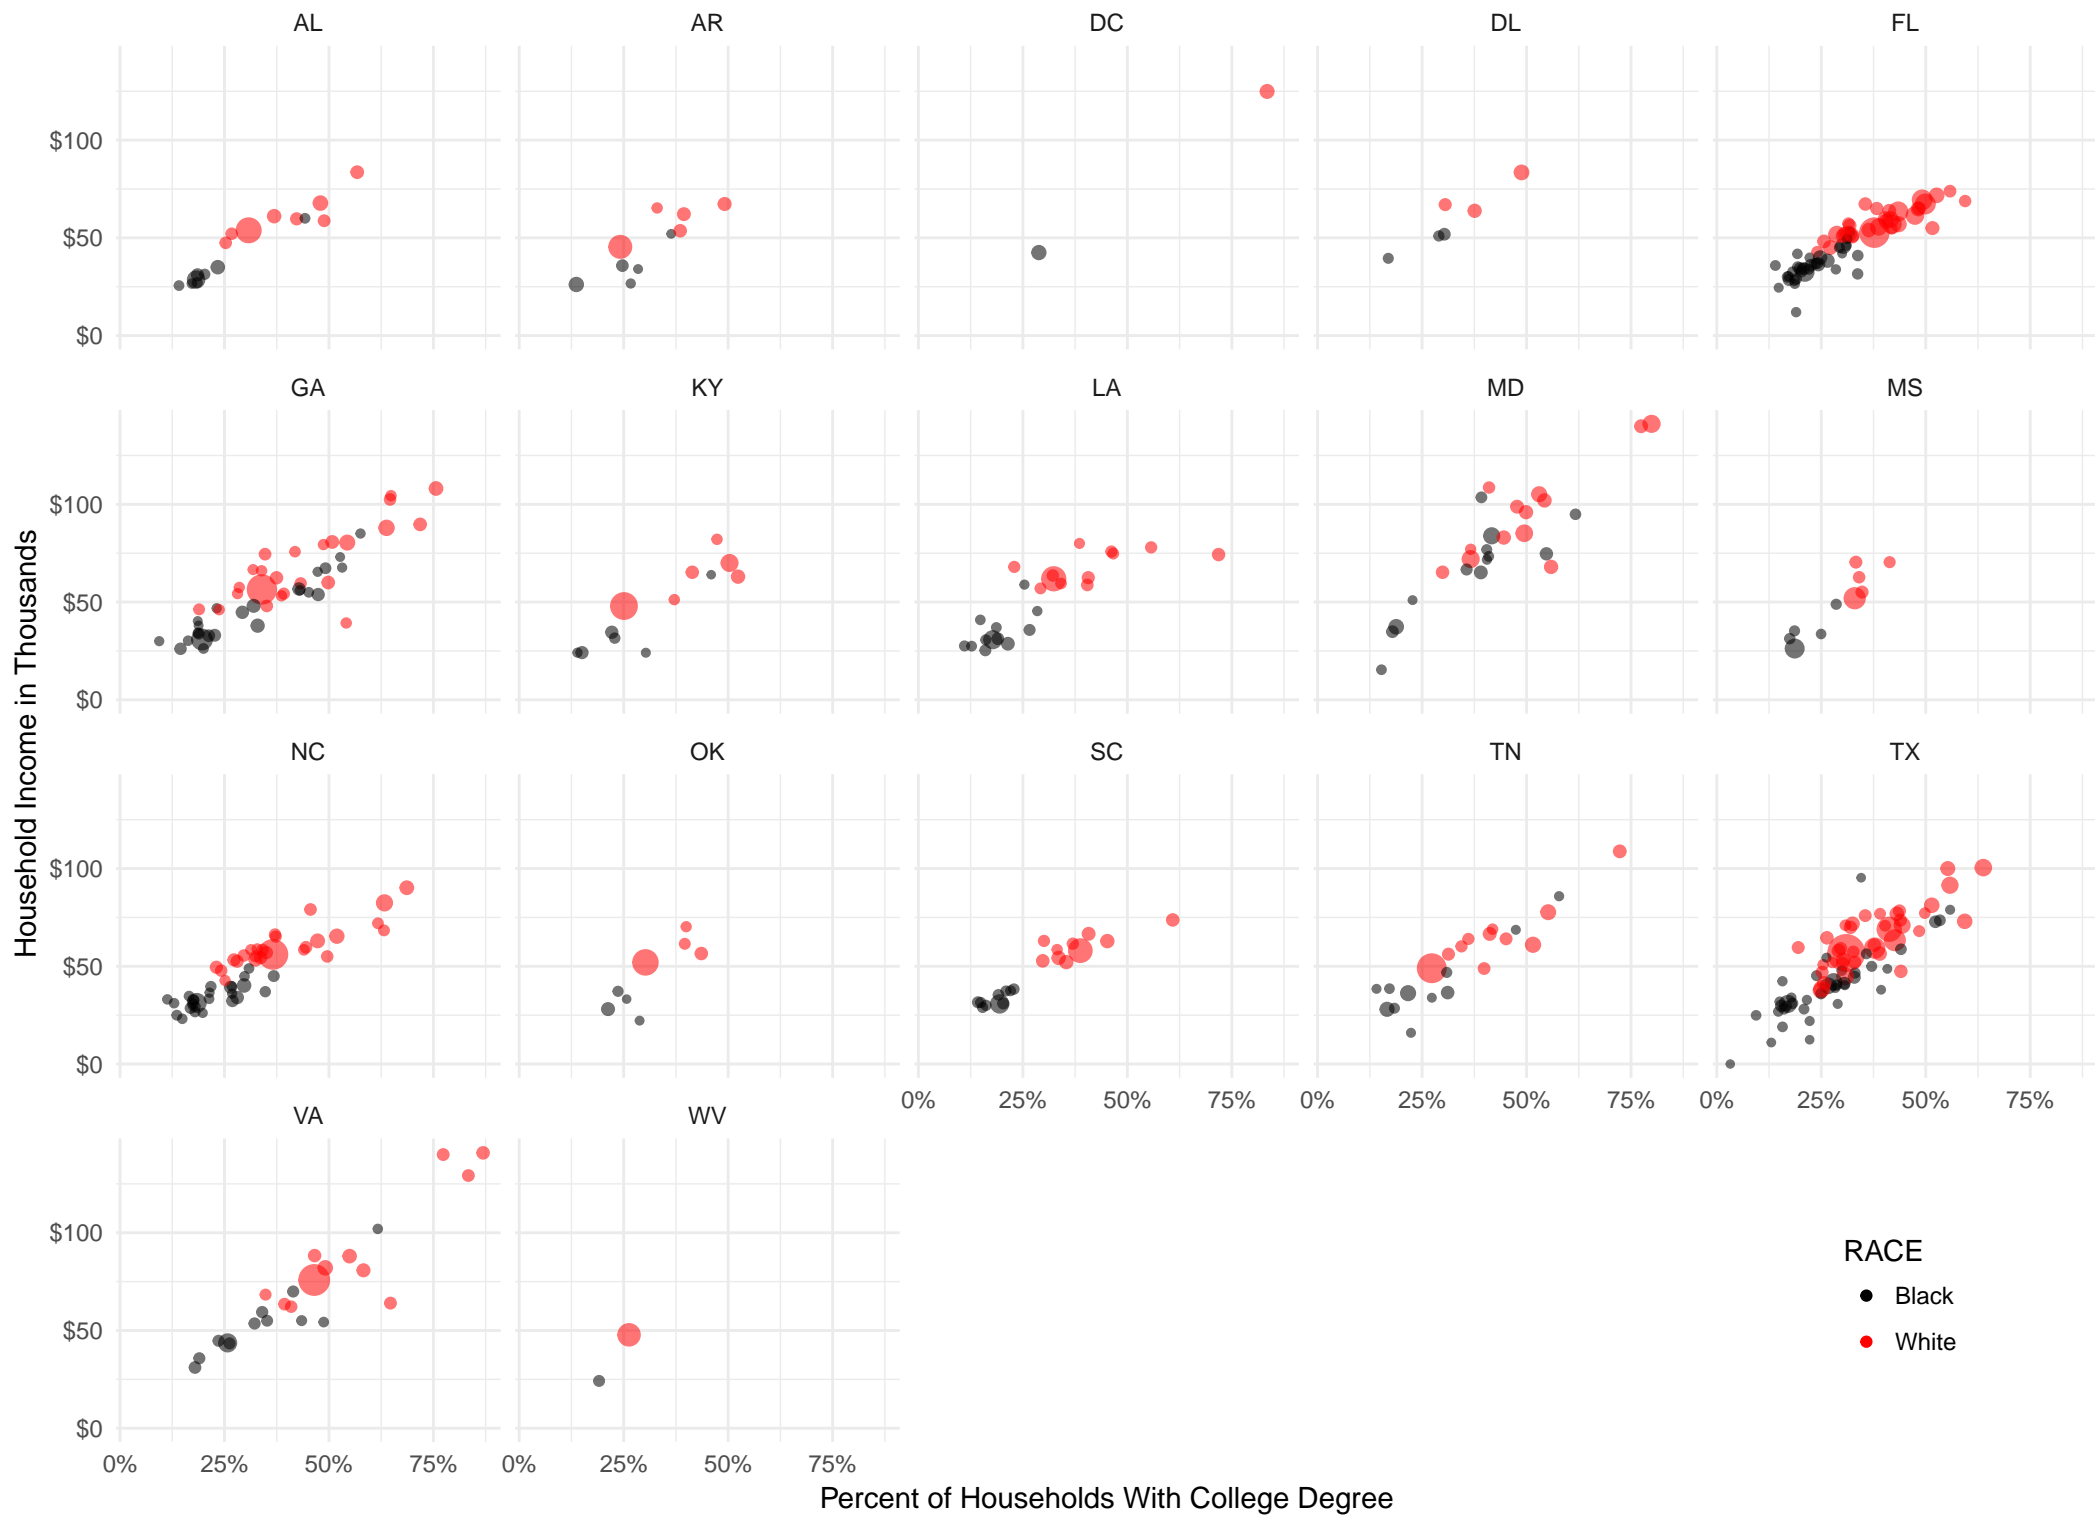 AL AR DC DL FL
$100
$50
$0
GA KY LA MD MS
$100
$50
$0
Household Income in Thousands
NC OK SC TN TX
$100
$50
$0
0% 25% 50% 75% 0% 25% 50% 75% 0% 25% 50% 75%
VA WV
$100
$50
$0
0% 25% 50% 75% 0% 25% 50% 75%
RACE
Black
White
Percent of Households With College Degree